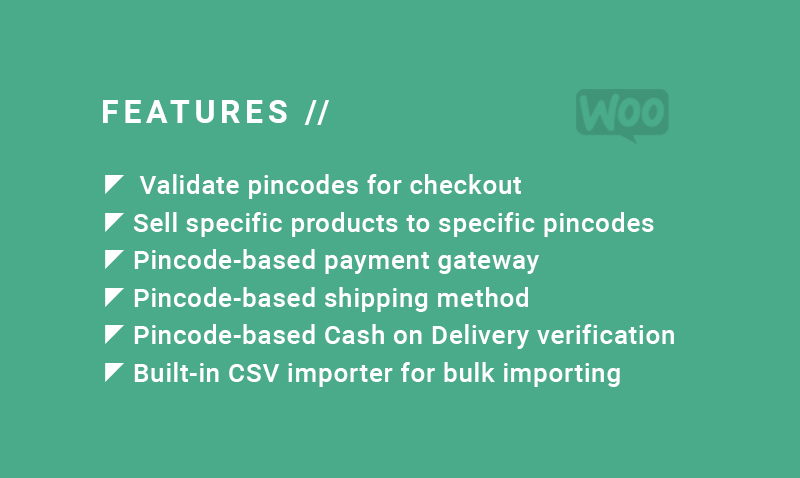 FEATURES //
Woo
Validate pincodes for checkout
Sell specific products to specific pincodes
Pincode-based payment gateway
Pincode-based shipping method
Pincode-based Cash on Delivery verification
Built-in CSV importer for bulk importing